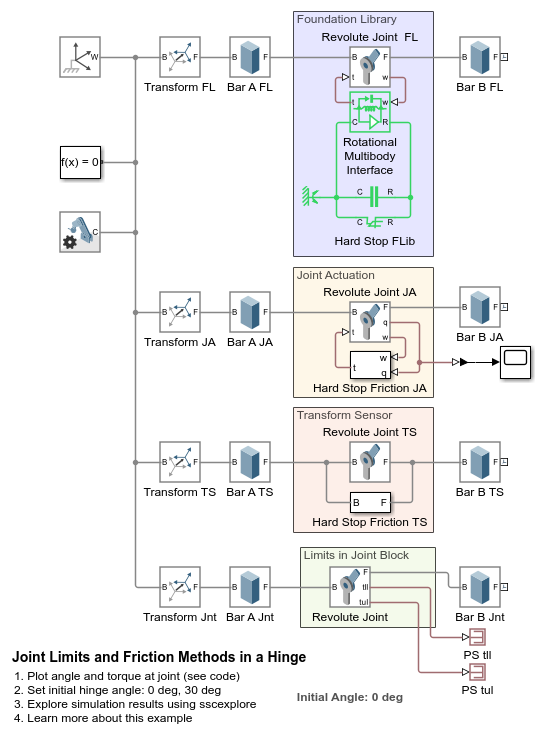 Foundation Library
Revolute Joint FL
W
B F
B F
B F
B F
t w
Transform FL
Bar A FL
Bar B FL
t w
C R
Rotational
Multibody
Interface
f(x) = 0
C R
C R
C
Hard Stop FLib
Joint Actuation
Revolute Joint JA
B F
B F
B F
q
t w
B F
Transform JA
Bar A JA
Bar B JA
w
t q
Hard Stop Friction JA
Transform Sensor
Revolute Joint TS
B F
B F
B F
B F
Transform TS
Bar A TS
Bar B TS
B F
Hard Stop Friction TS
Limits in Joint Block
B F
B F
B F
tll
tul
B F
Transform Jnt
Bar A Jnt
Revolute Joint
Bar B Jnt
PS tll
PS tul
Joint Limits and Friction Methods in a Hinge
1. Plot angle and torque at joint (see code)
2. Set initial hinge angle: 0 deg, 30 deg
3. Explore simulation results using sscexplore
4. Learn more about this example
Initial Angle: 0 deg